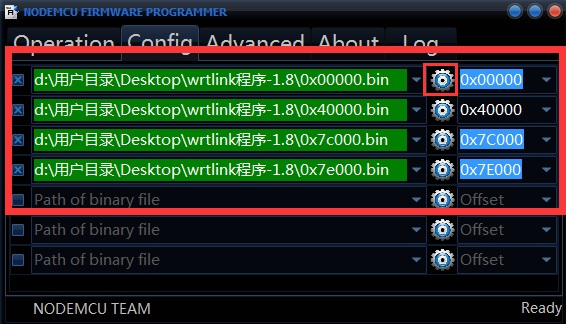 NODEMCU FIRMWARE PROGRAMMER
Operation Config Advanced About Log
d:\用户目录\Desktop\wrtlink程序-1.8\0x00000.bin 0x00000
d:\用户目录\Desktop\wrtlink程序-1.8\0x40000.bin 0x40000
d:\用户目录\Desktop\wrtlink程序-1.8\0x7c000.bin 0x7C000
d:\用户目录\Desktop\wrtlink程序-1.8\0x7e000.bin 0x7E000
Path of binary file Offset
Path of binary file Offset
Path of binary file Offset
NODEMCU TEAM Ready